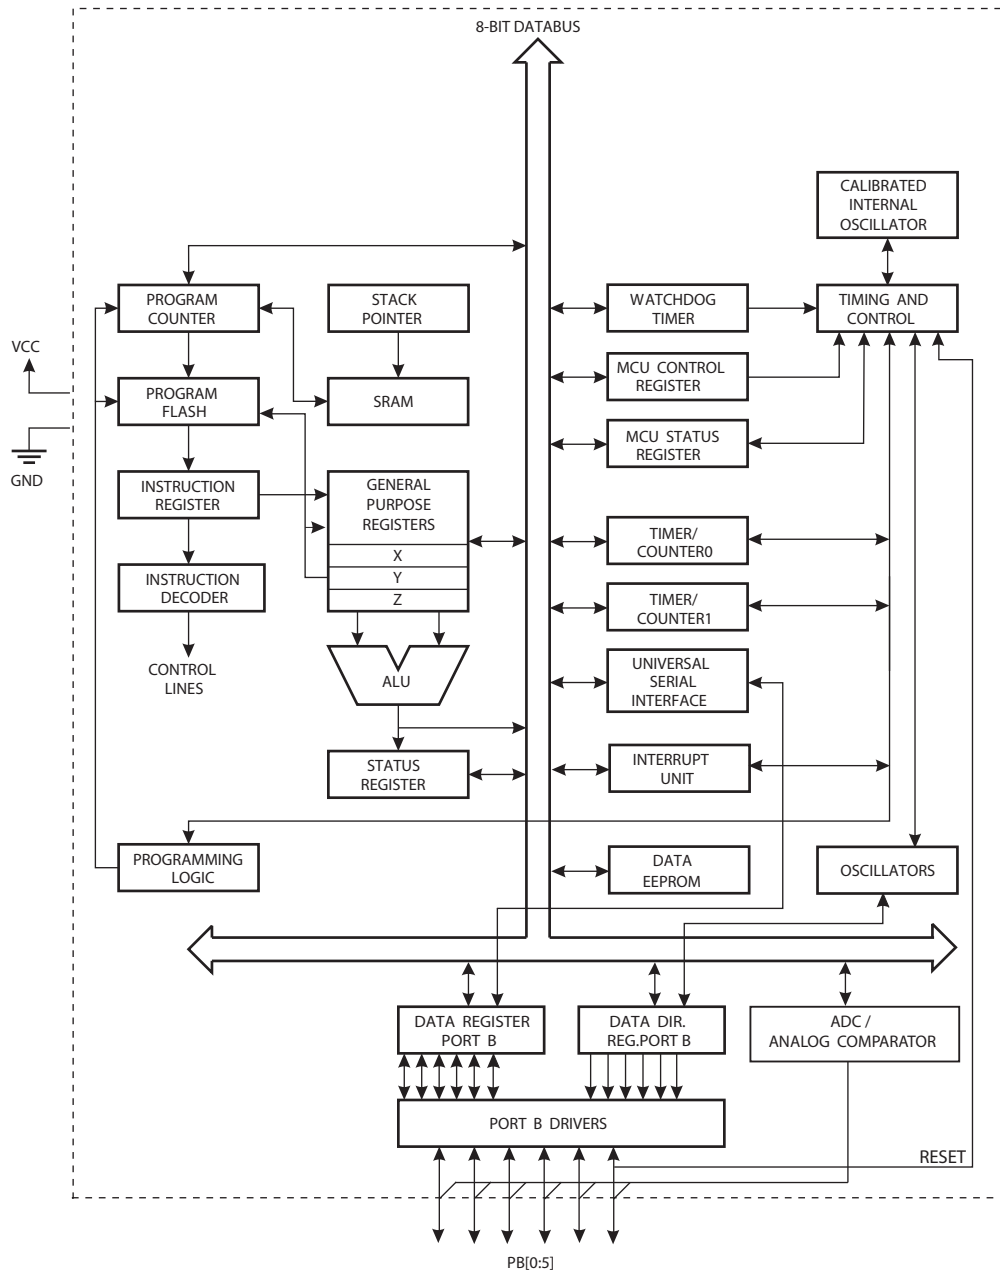 8-BIT DATABUS
CALIBRATED
INTERNAL
OSCILLATOR
PROGRAM
COUNTER
STACK
POINTER
WATCHDOG
TIMER
TIMING AND
CONTROL
VCC
PROGRAM
FLASH
SRAM
MCU CONTROL
REGISTER
MCU STATUS
REGISTER
GND
INSTRUCTION
REGISTER
GENERAL
PURPOSE
REGISTERS
X
Y
Z
TIMER/
COUNTER0
INSTRUCTION
DECODER
TIMER/
COUNTER1
CONTROL
LINES
ALU
UNIVERSAL
SERIAL
INTERFACE
STATUS
REGISTER
INTERRUPT
UNIT
PROGRAMMING
LOGIC
DATA
EEPROM
OSCILLATORS
DATA REGISTER
PORT B
DATA DIR.
REG.PORT B
ADC /
ANALOG COMPARATOR
PORT B DRIVERS
RESET
PB[0:5]